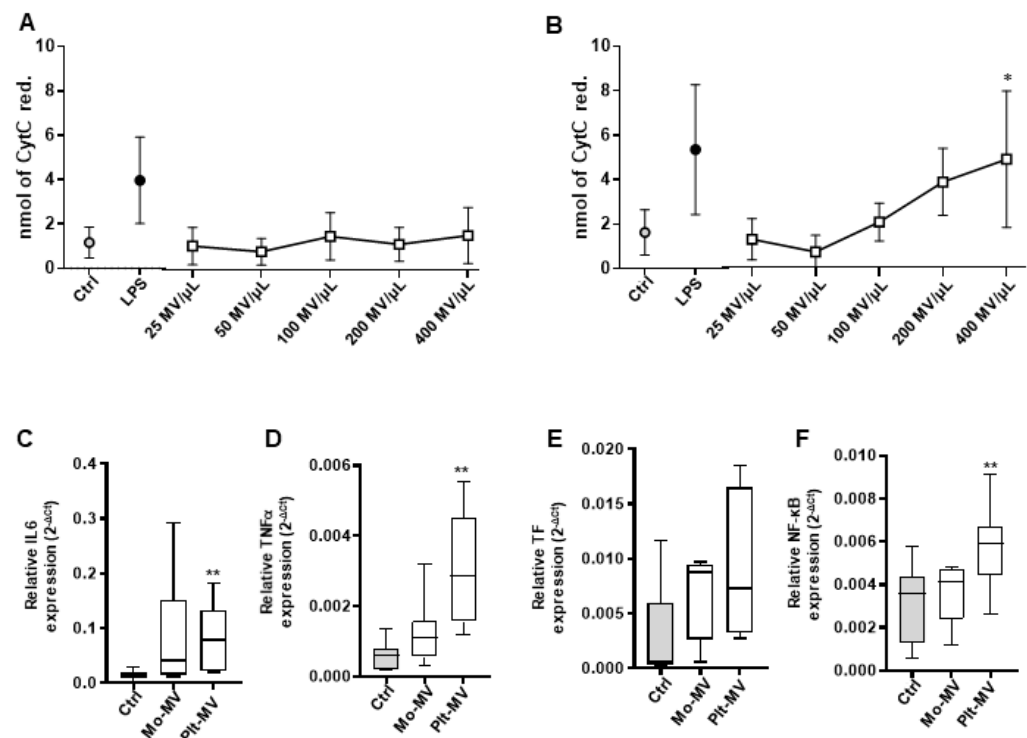 A
nmol of CytC red.
10
8
6
4
2
0
Ctrl
LPS
25 MV/µL
50 MV/µL
100 MV/µL
200 MV/µL
400 MV/µL
B
nmol of CytC red.
10
8
6
4
2
0
*
Ctrl
LPS
25 MV/µL
50 MV/µL
100 MV/µL
200 MV/µL
400 MV/µL
C
Relative IL6
expression (2-ΔCt)
0.4
0.3
0.2
0.1
0.0
**
Ctrl
Mo-MV
Plt-MV
D
Relative TNFα
expression (2-ΔCt)
0.006
0.004
0.002
0.000
**
Ctrl
Mo-MV
Plt-MV
E
Relative TF
expression (2-ΔCt)
0.020
0.015
0.010
0.005
0.000
Ctrl
Mo-MV
Plt-MV
F
Relative NF-κB
expression (2-ΔCt)
0.010
0.008
0.006
0.004
0.002
0.000
**
Ctrl
Mo-MV
Plt-MV